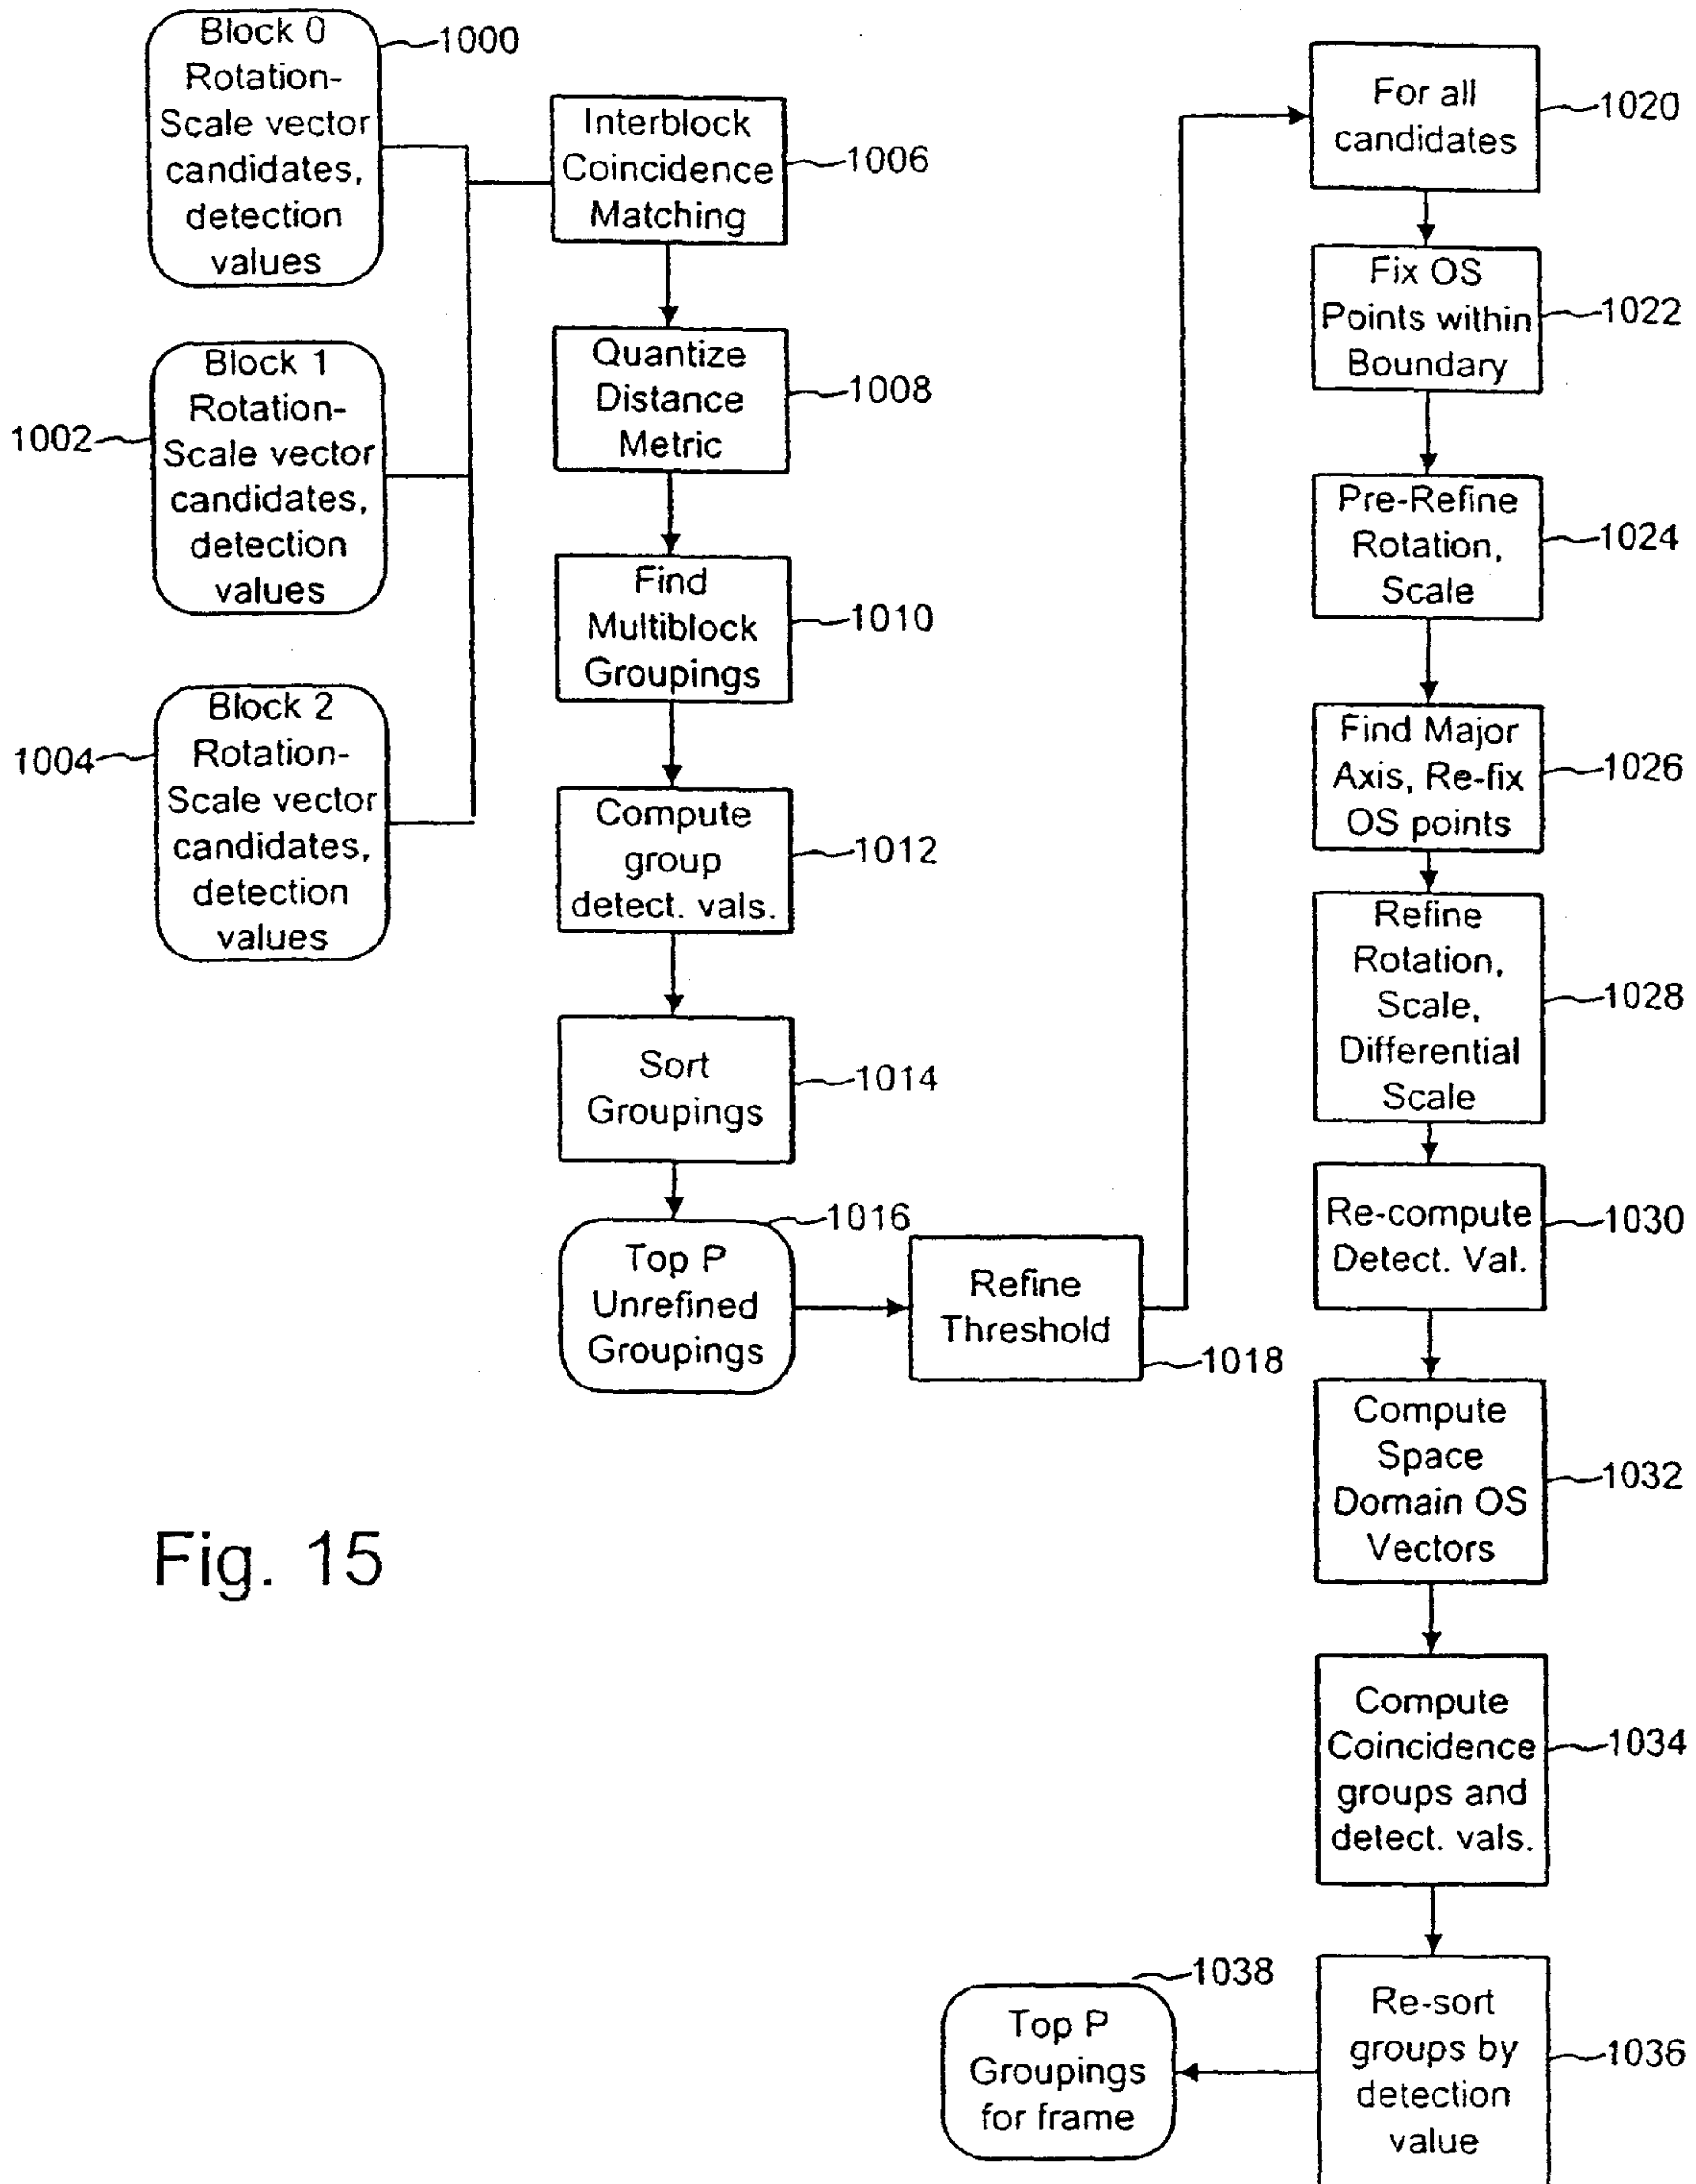 Block 0
Rotation-
Scale vector
candidates,
detection
values
1000
Block 1
Rotation-
Scale vector
candidates,
detection
values
1002
Block 2
Rotation-
Scale vector
candidates,
detection
values
1004
Interblock
Coincidence
Matching
1006
Quantize
Distance
Metric
1008
Find
Multiblock
Groupings
1010
Compute
group
detect. vals.
1012
Sort
Groupings
1014
Top P
Unrefined
Groupings
1016
Refine
Threshold
1018
For all
candidates
1020
Fix OS
Points within
Boundary
1022
Pre-Refine
Rotation,
Scale
1024
Find Major
Axis, Re-fix
OS points
1026
Refine
Rotation,
Scale,
Differential
Scale
1028
Re-compute
Detect. Val.
1030
Compute
Space
Domain OS
Vectors
1032
Compute
Coincidence
groups and
detect. vals.
1034
Re-sort
groups by
detection
value
1036
Top P
Groupings
for frame
1038
Fig. 15